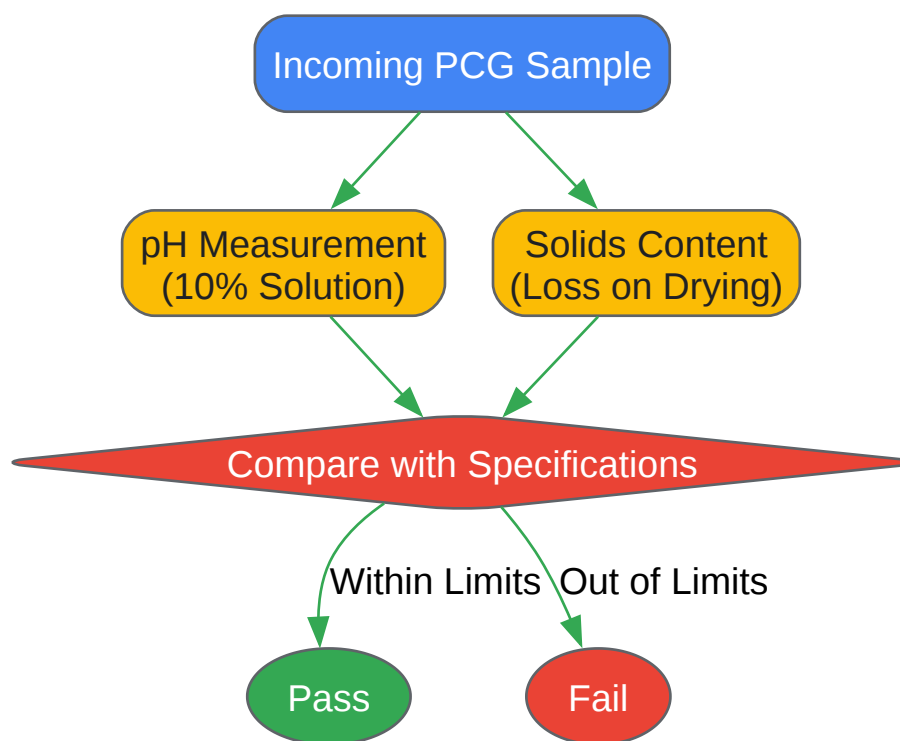 Incoming PCG Sample
pH Measurement
(10% Solution)
Solids Content
(Loss on Drying)
Compare with Specifications
Within Limits
Out of Limits
Pass
Fail